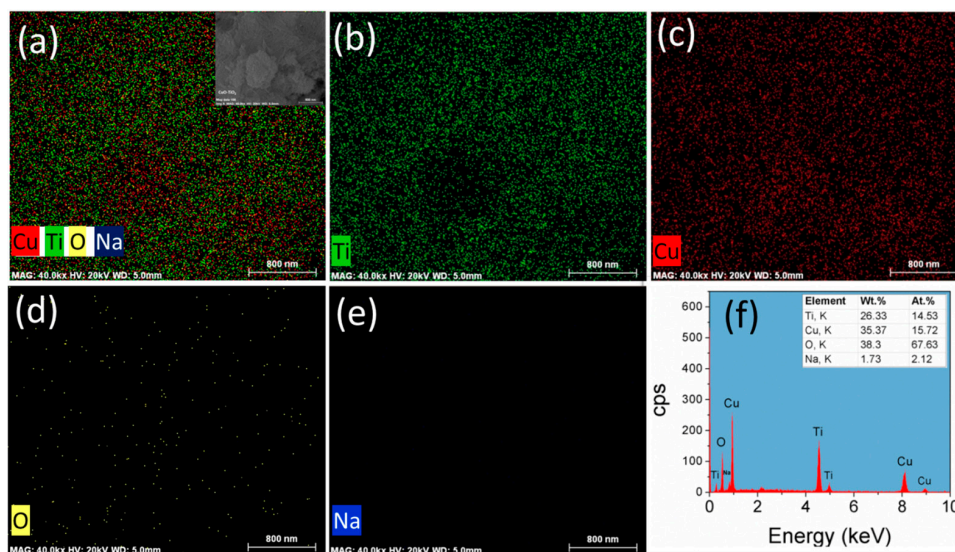 (a)
CuO-TiO₂
Cu Ti O Na
MAG: 40.0kx HV: 20kV WD: 5.0mm
800 nm
(b)
Ti
MAG: 40.0kx HV: 20kV WD: 5.0mm
800 nm
(c)
Cu
MAG: 40.0kx HV: 20kV WD: 5.0mm
800 nm
(d)
O
MAG: 40.0kx HV: 20kV WD: 5.0mm
800 nm
(e)
Na
MAG: 40.0kx HV: 20kV WD: 5.0mm
800 nm
(f)
Element Wt.% At.%
Ti, K 26.33 14.53
Cu, K 35.37 15.72
O, K 38.3 67.63
Na, K 1.73 2.12
600
500
400
300
200
100
0
cps
Ti
O
Na
Cu
Ti
Ti
Cu
Cu
0 2 4 6 8 10
Energy (keV)